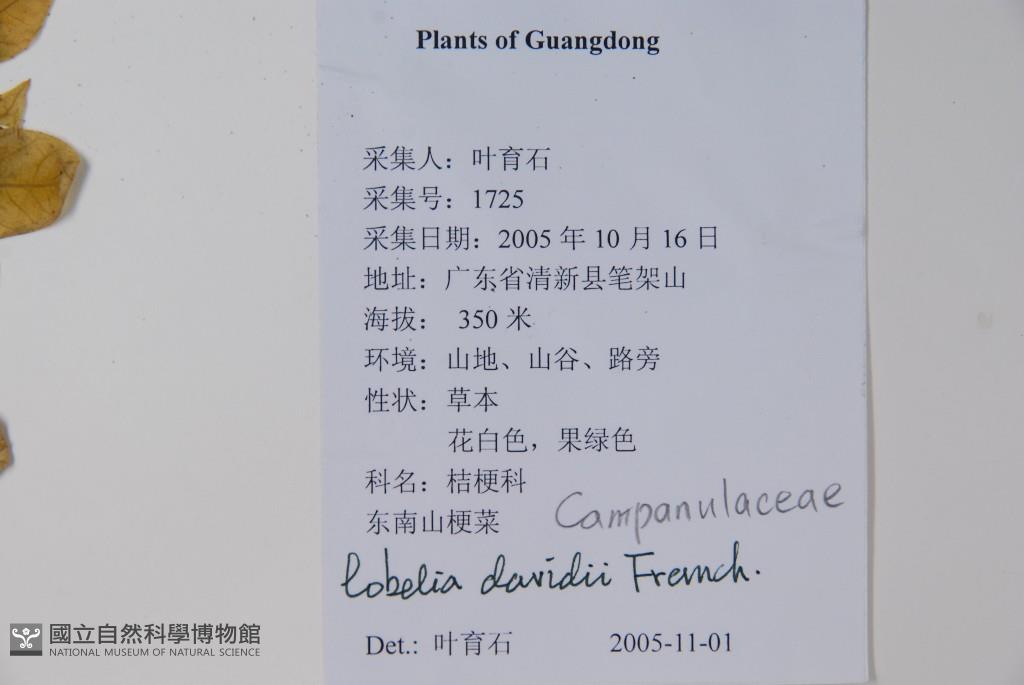 Plants of Guangdong
采集人：叶育石
采集号：1725
采集日期：2005 年 10 月 16 日
地址：广东省清新县笔架山
海拔： 350 米
环境：山地、山谷、路旁
性状：草本
花白色，果绿色
科名：桔梗科
Campanulaceae
东南山梗菜
lobelia davidii Fremch.
Det.: 叶育石 2005-11-01
國立自然科學博物館
NATIONAL MUSEUM OF NATURAL SCIENCE